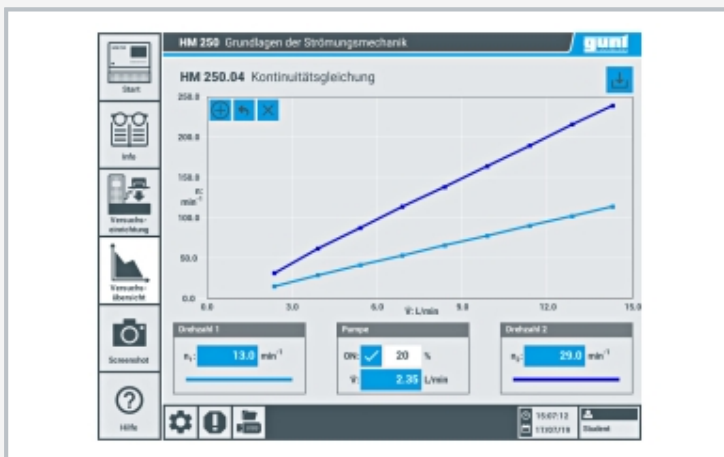 HM 250 Grundlagen der Strömungsmechanik
gunt
HM 250.04 Kontinuitätsgleichung
Start
Info
Versuchs-
einrichtung
Versuchs-
übersicht
Screenshot
Hilfe
250.0
200.0
150.0
n:
min⁻¹
100.0
50.0
0.0
0.0 3.0 6.0 9.0 12.0 15.0
V̇: L/min
Drehzahl 1
n₁: 13.0 min⁻¹
Pumpe
ON: 20 %
V̇: 2.35 L/min
Drehzahl 2
n₂: 29.0 min⁻¹
15:07:12
17/07/19
Student